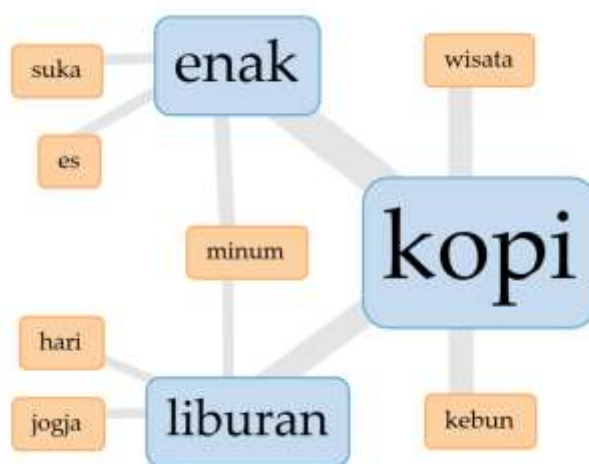 enak
wisata
suka
es
kopi
minum
hari
liburan
jogja
kebun